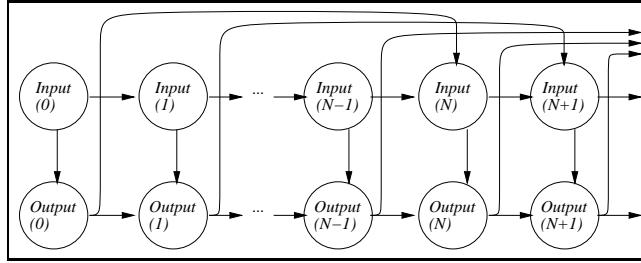 Input
(0)
Input
(1)
...
Input
(N−1)
Input
(N)
Input
(N+1)
Output
(0)
Output
(1)
...
Output
(N−1)
Output
(N)
Output
(N+1)